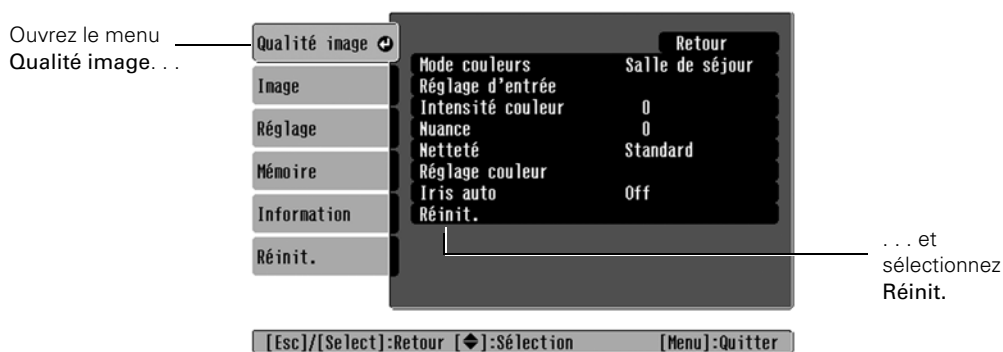 Ouvrez le menu
Qualité image. . .
Qualité image
Image
Réglage
Mémoire
Information
Réinit.
Retour
Mode couleurs Salle de séjour
Réglage d'entrée
Intensité couleur 0
Nuance 0
Netteté Standard
Réglage couleur
Iris auto Off
Réinit.
. . . et
sélectionnez
Réinit.
[Esc]/[Select]:Retour [◆]:Sélection [Menu]:Quitter